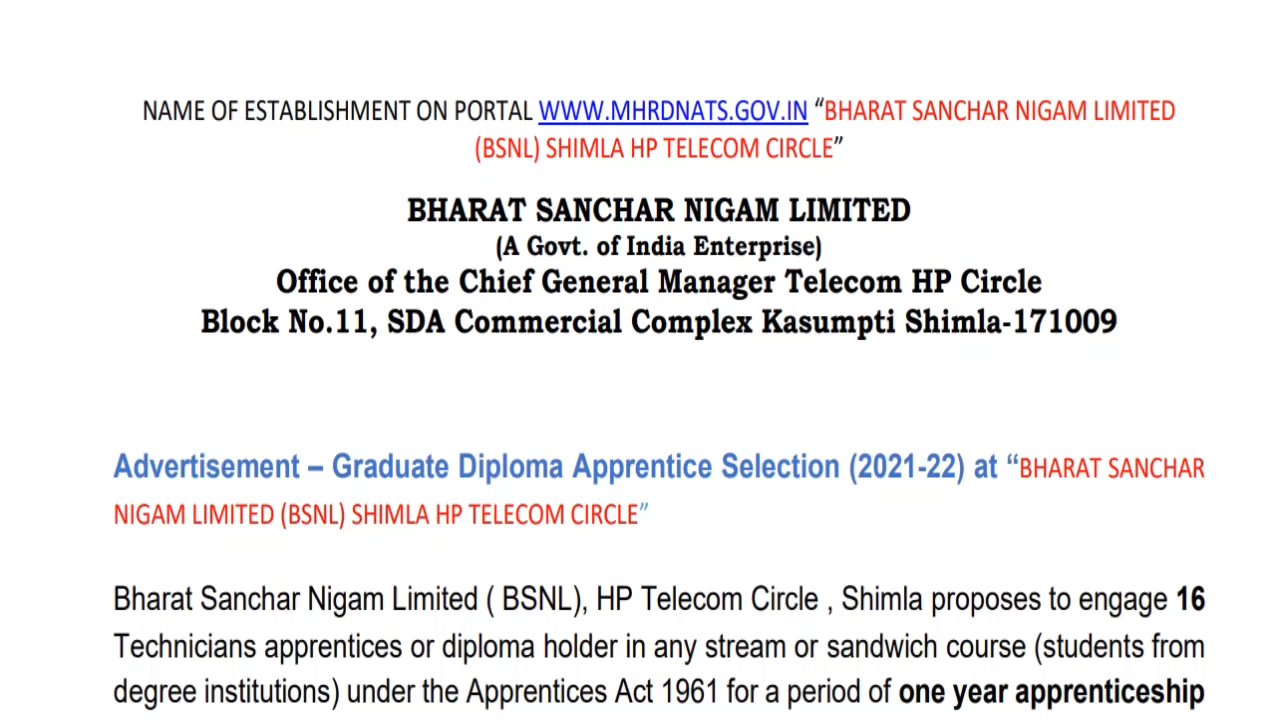 NAME OF ESTABLISHMENT ON PORTAL WWW.MHRDNATS.GOV.IN “BHARAT SANCHAR NIGAM LIMITED
(BSNL) SHIMLA HP TELECOM CIRCLE”
BHARAT SANCHAR NIGAM LIMITED
(A Govt. of India Enterprise)
Office of the Chief General Manager Telecom HP Circle
Block No.11, SDA Commercial Complex Kasumpti Shimla-171009
Advertisement – Graduate Diploma Apprentice Selection (2021-22) at “BHARAT SANCHAR
NIGAM LIMITED (BSNL) SHIMLA HP TELECOM CIRCLE”
Bharat Sanchar Nigam Limited ( BSNL), HP Telecom Circle , Shimla proposes to engage 16
Technicians apprentices or diploma holder in any stream or sandwich course (students from
degree institutions) under the Apprentices Act 1961 for a period of one year apprenticeship